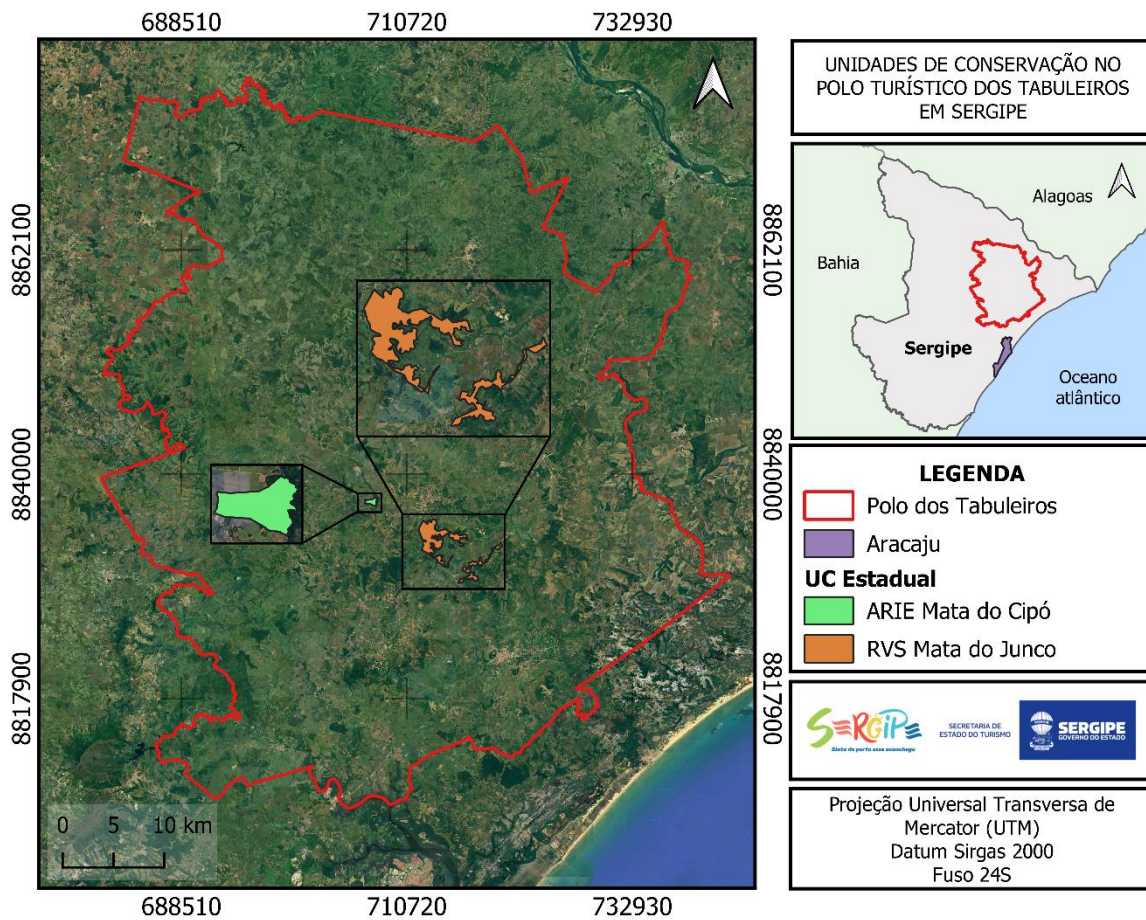 688510 710720 732930
8862100
8840000
8817900
8862100
8840000
8817900
0 5 10 km
688510 710720 732930
UNIDADES DE CONSERVAÇÃO NO
POLO TURÍSTICO DOS TABULEIROS
EM SERGIPE
Alagoas
Bahia
Sergipe
Oceano
atlântico
LEGENDA
Polo dos Tabuleiros
Aracaju
UC Estadual
ARIE Mata do Cipó
RVS Mata do Junco
SERGIPE
SECRETARIA DE
ESTADO DO TURISMO
SERGIPE
GOVERNO DO ESTADO
Projeção Universal Transversa de
Mercator (UTM)
Datum Sirgas 2000
Fuso 24S